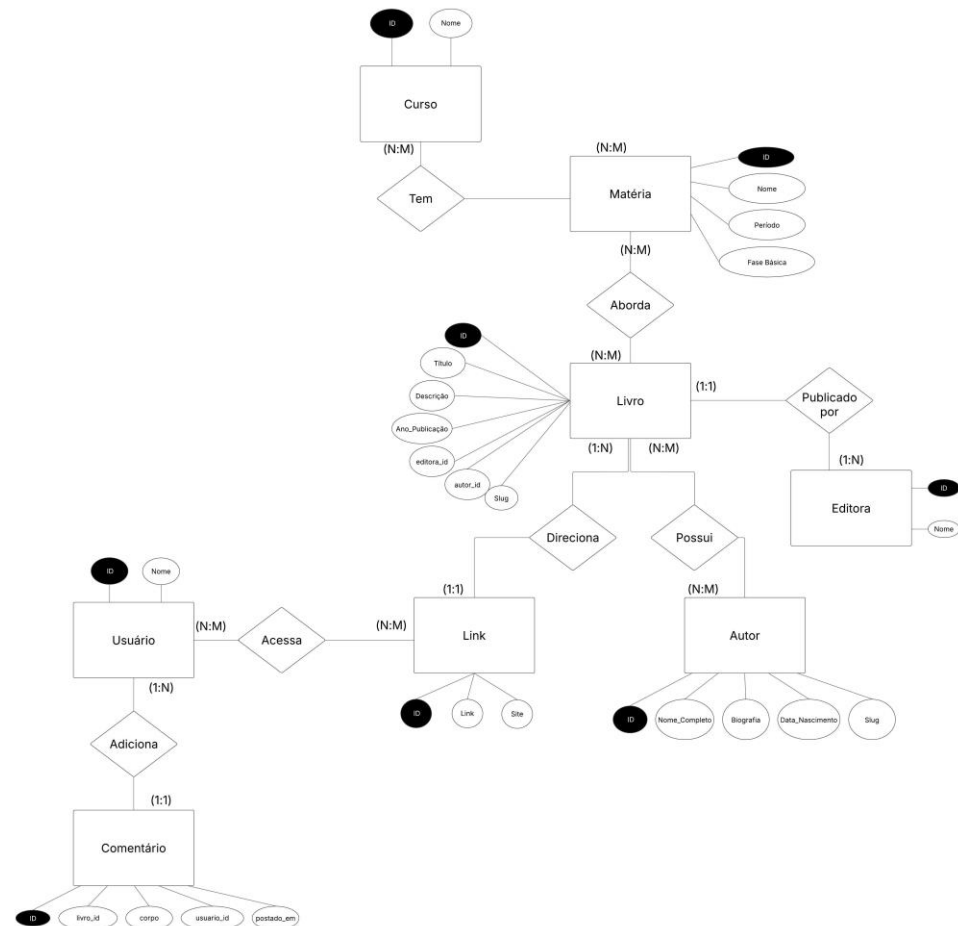 ID
Nome
Curso
(N:M)
Tem
(N:M)
Matéria
ID
Nome
Período
Fase Básica
(N:M)
Aborda
(N:M)
Livro
ID
Título
Descrição
Ano_Publicação
editora_id
autor_id
Slug
(1:1)
Publicado
por
(1:N)
Editora
ID
Nome
(1:N)
(N:M)
Direciona
Possui
(1:1)
(N:M)
ID
Nome
Usuário
(N:M)
Acessa
(N:M)
Link
ID
Link
Site
Autor
ID
Nome_Completo
Biografia
Data_Nascimento
Slug
(1:N)
Adiciona
(1:1)
Comentário
ID
livro_id
corpo
usuario_id
postado_em